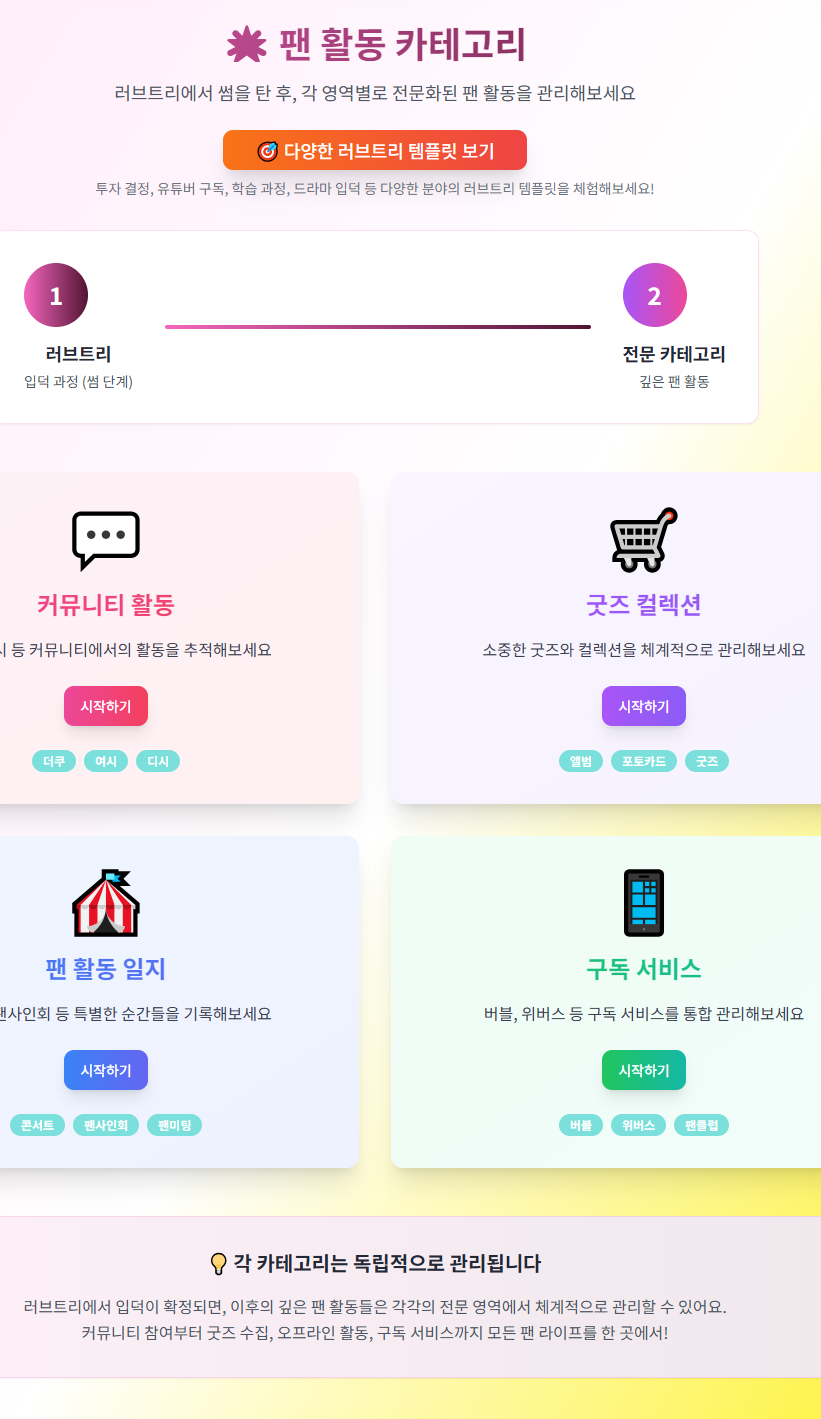 팬 활동 카테고리
러브트리에서 썸을 탄 후, 각 영역별로 전문화된 팬 활동을 관리해보세요
다양한 러브트리 템플릿 보기
투자 결정, 유튜버 구독, 학습 과정, 드라마 입덕 등 다양한 분야의 러브트리 템플릿을 체험해보세요!
1
러브트리
입덕 과정 (썸 단계)
2
전문 카테고리
깊은 팬 활동
커뮤니티 활동
시 등 커뮤니티에서의 활동을 추적해보세요
시작하기
더쿠 여시 디시
굿즈 컬렉션
소중한 굿즈와 컬렉션을 체계적으로 관리해보세요
시작하기
앨범 포토카드 굿즈
팬 활동 일지
팬사인회 등 특별한 순간들을 기록해보세요
시작하기
콘서트 팬사인회 팬미팅
구독 서비스
버블, 위버스 등 구독 서비스를 통합 관리해보세요
시작하기
버블 위버스 팬클럽
각 카테고리는 독립적으로 관리됩니다
러브트리에서 입덕이 확정되면, 이후의 깊은 팬 활동들은 각각의 전문 영역에서 체계적으로 관리할 수 있어요.
커뮤니티 참여부터 굿즈 수집, 오프라인 활동, 구독 서비스까지 모든 팬 라이프를 한 곳에서!